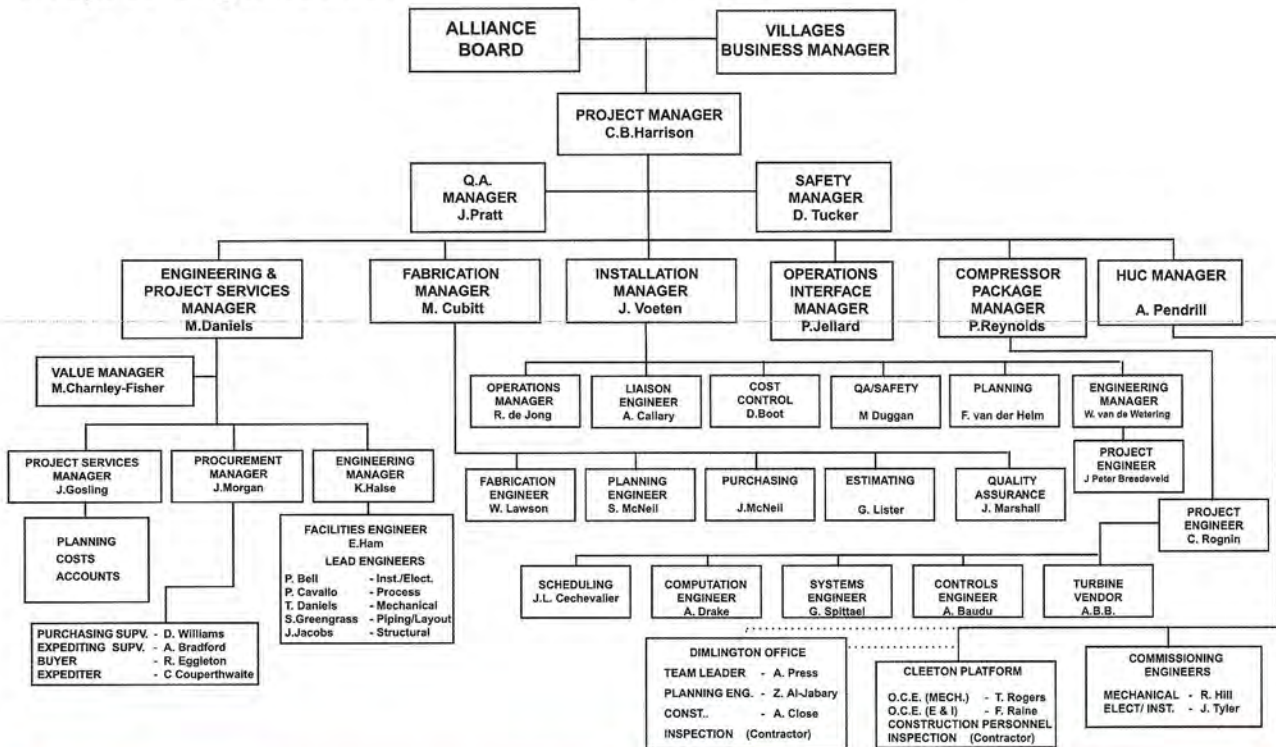 ALLIANCE
BOARD
VILLAGES
BUSINESS MANAGER
PROJECT MANAGER
C.B.Harrison
Q.A.
MANAGER
J.Pratt
SAFETY
MANAGER
D. Tucker
ENGINEERING &
PROJECT SERVICES
MANAGER
M.Daniels
FABRICATION
MANAGER
M. Cubitt
INSTALLATION
MANAGER
J. Voeten
OPERATIONS
INTERFACE
MANAGER
P.Jellard
COMPRESSOR
PACKAGE
MANAGER
P.Reynolds
HUC MANAGER
A. Pendrill
VALUE MANAGER
M.Charnley-Fisher
OPERATIONS
MANAGER
R. de Jong
LIAISON
ENGINEER
A. Callary
COST
CONTROL
D.Boot
QA/SAFETY
M Duggan
PLANNING
F. van der Helm
ENGINEERING
MANAGER
W. van de Wetering
PROJECT
ENGINEER
J Peter Breedeveld
PROJECT SERVICES
MANAGER
J.Gosling
PROCUREMENT
MANAGER
J.Morgan
ENGINEERING
MANAGER
K.Halse
FABRICATION
ENGINEER
W. Lawson
PLANNING
ENGINEER
S. McNeil
PURCHASING
J.McNeil
ESTIMATING
G. Lister
QUALITY
ASSURANCE
J. Marshall
PROJECT
ENGINEER
C. Rognin
PLANNING
COSTS
ACCOUNTS
FACILITIES ENGINEER
E.Ham
LEAD ENGINEERS
P. Bell - Inst./Elect.
P. Cavallo - Process
T. Daniels - Mechanical
S.Greengrass - Piping/Layout
J.Jacobs - Structural
SCHEDULING
J.L. Cechevalier
COMPUTATION
ENGINEER
A. Drake
SYSTEMS
ENGINEER
G. Spittael
CONTROLS
ENGINEER
A. Baudu
TURBINE
VENDOR
A.B.B.
PURCHASING SUPV. - D. Williams
EXPEDITING SUPV. - A. Bradford
BUYER - R. Eggleton
EXPEDITER - C Couperthwaite
DIMLINGTON OFFICE
TEAM LEADER - A. Press
PLANNING ENG. - Z. Al-Jabary
CONST.. - A. Close
INSPECTION (Contractor)
CLEETON PLATFORM
O.C.E. (MECH.) - T. Rogers
O.C.E. (E & I) - F. Raine
CONSTRUCTION PERSONNEL
INSPECTION (Contractor)
COMMISSIONING
ENGINEERS
MECHANICAL - R. Hill
ELECT/ INST. - J. Tyler